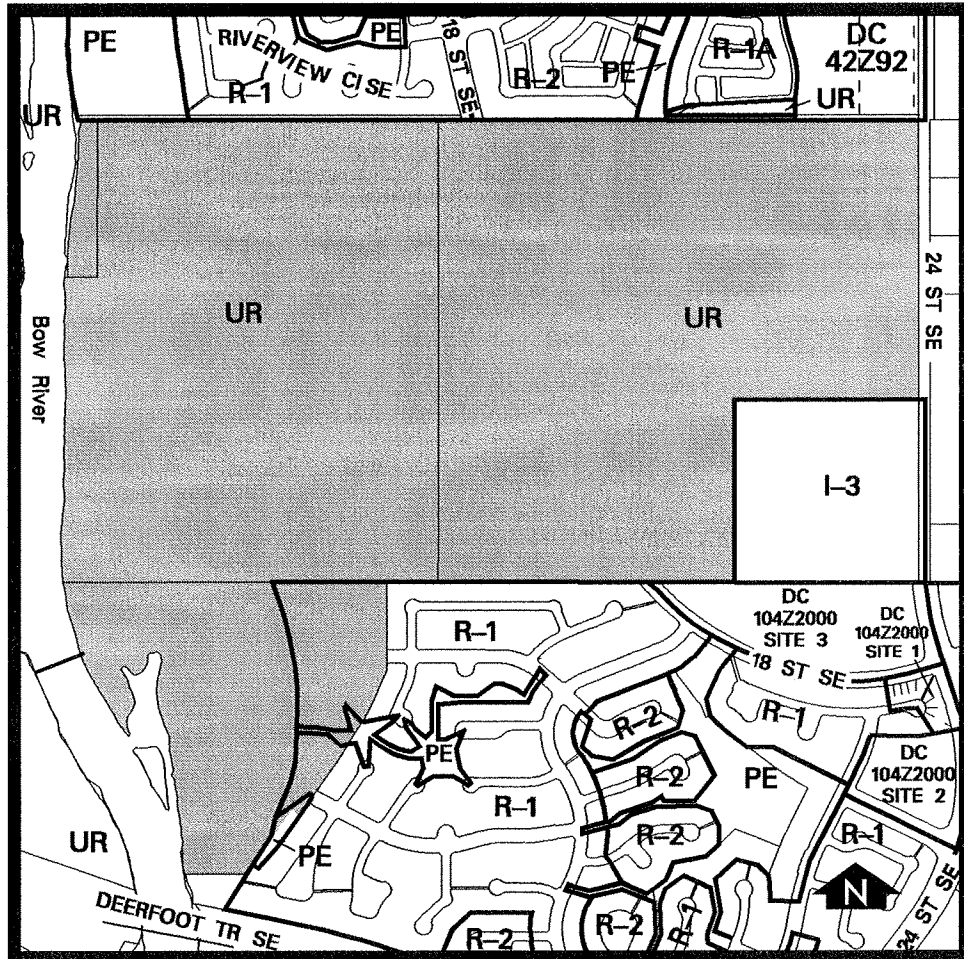 PE
RIVERVIEW CI SE
PE
18 ST SE
R-1
R-2
PE
R-1A
DC
42Z92
UR
UR
UR
UR
24 ST SE
Bow River
I-3
R-1
DC
104Z2000
SITE 3
DC
104Z2000
SITE 1
18 ST SE
R-2
R-1
PE
R-2
PE
DC
104Z2000
SITE 2
R-1
R-2
R-1
UR
PE
N
DEERFOOT TR SE
R-2
R-2
R-1
24 ST SE